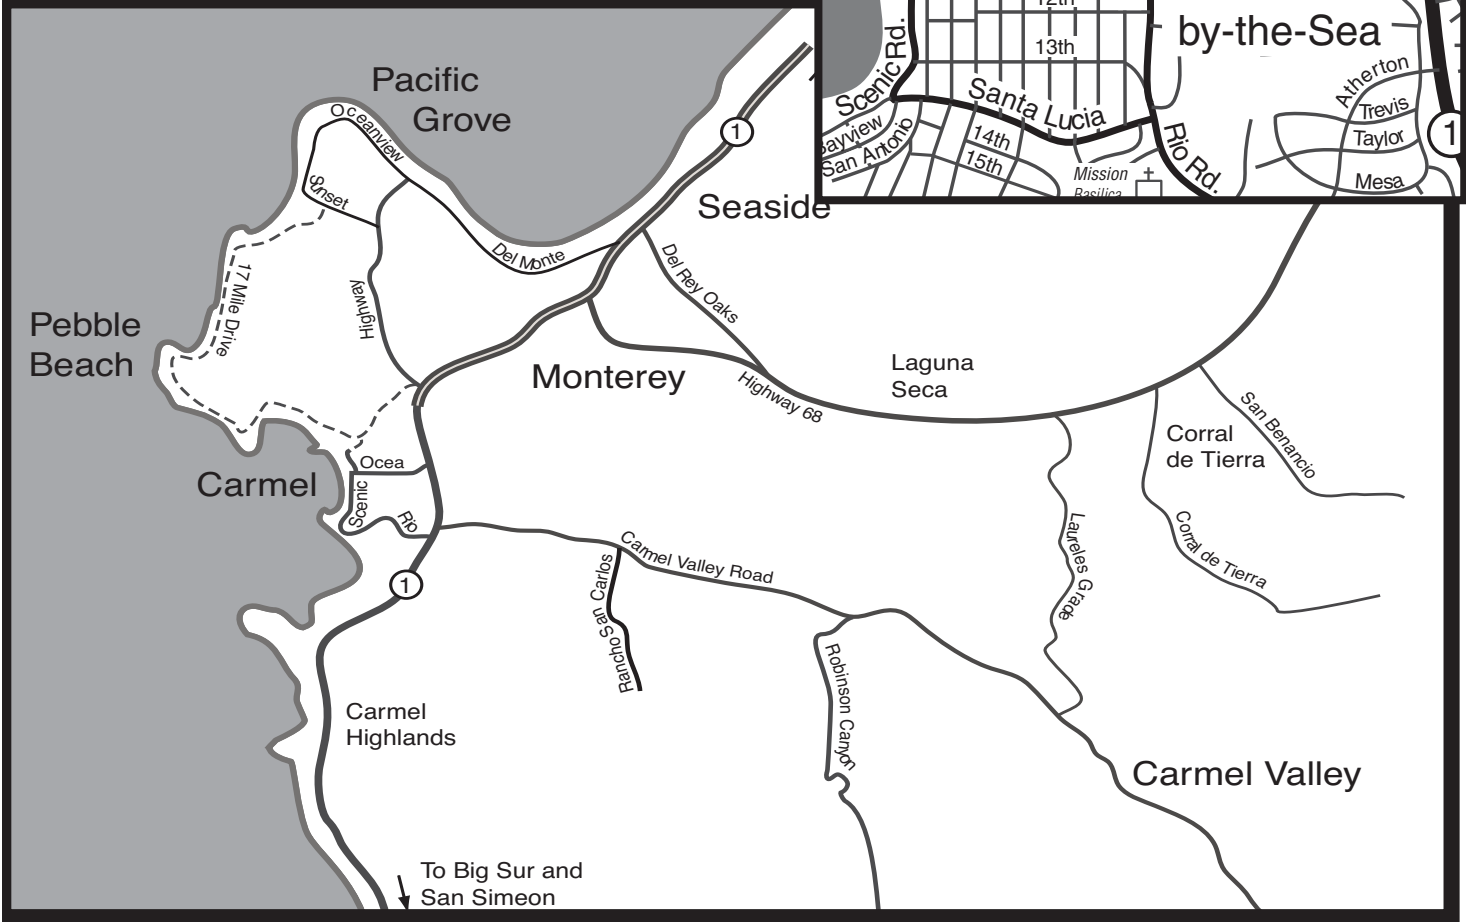 Pacific
Grove
Oceanview
Sunset
17 Mile Drive
Highway
Del Monte
Pebble
Beach
1
Seaside
Del Rey Oaks
Monterey
Highway 68
Laguna
Seca
Corral
de Tierra
San Benancio
Corral de Tierra
Laureles Grade
Carmel
Ocea
Scenic
Rio
1
Carmel Valley Road
Rancho San Carlos
Robinson Canyon
Carmel
Highlands
Carmel Valley
To Big Sur and
San Simeon
12th
13th
by-the-Sea
Scenic Rd.
Santa Lucia
Bayview
San Antonio
14th
15th
Mission
Basilica
Rio Rd.
Atherton
Trevis
Taylor
Mesa
1